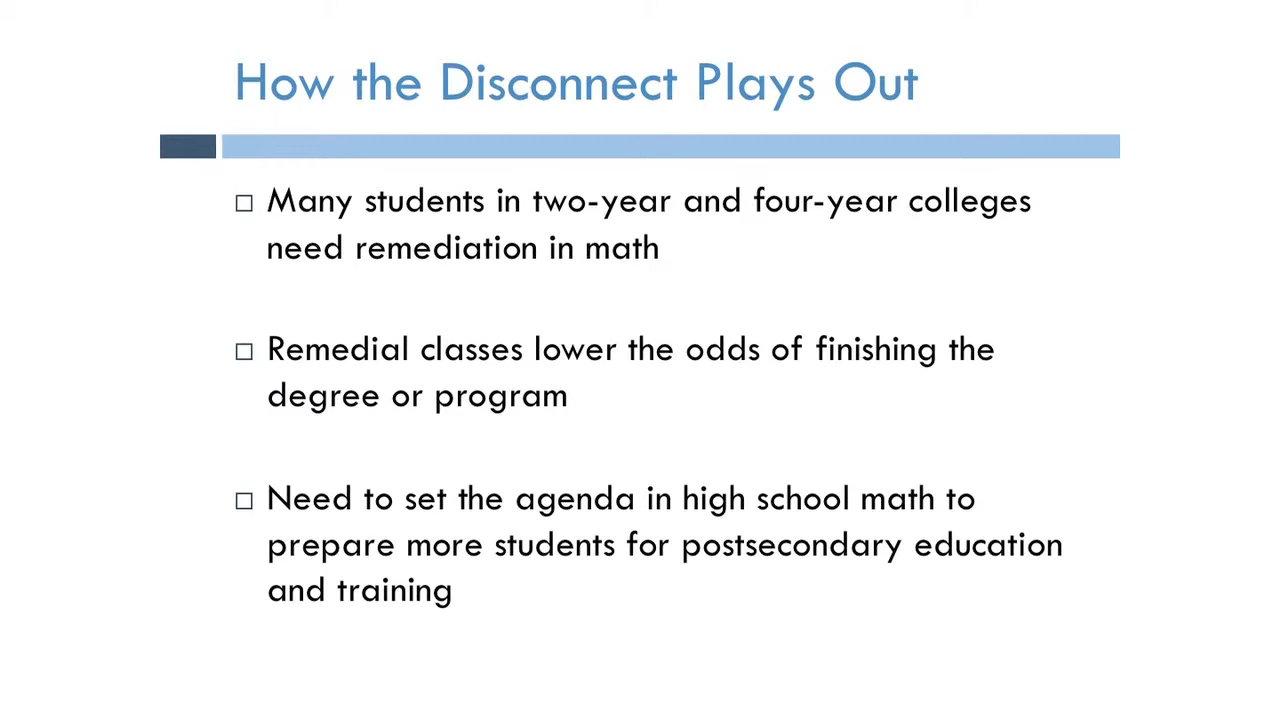 How the Disconnect Plays Out
Many students in two-year and four-year colleges
need remediation in math
Remedial classes lower the odds of finishing the
degree or program
Need to set the agenda in high school math to
prepare more students for postsecondary education
and training